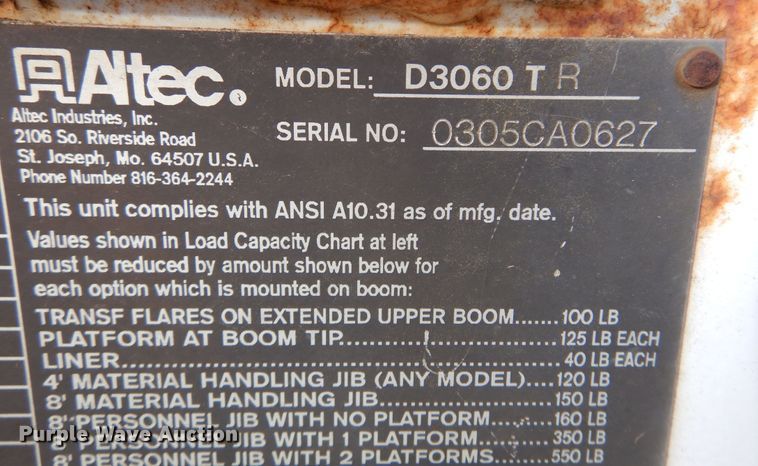 Altec.
MODEL: D3060 T R
Altec Industries, Inc.
2106 So. Riverside Road
St. Joseph, Mo. 64507 U.S.A.
Phone Number 816-364-2244
SERIAL NO: 0305CA0627
This unit complies with ANSI A10.31 as of mfg. date.
Values shown in Load Capacity Chart at left
must be reduced by amount shown below for
each option which is mounted on boom:
TRANSF FLARES ON EXTENDED UPPER BOOM.......100 LB
PLATFORM AT BOOM TIP.................................125 LB EACH
LINER.............................................................40 LB EACH
4' MATERIAL HANDLING JIB (ANY MODEL)....120 LB
8' MATERIAL HANDLING JIB..........................150 LB
8' PERSONNEL JIB WITH NO PLATFORM.......160 LB
8' PERSONNEL JIB WITH 1 PLATFORM..........350 LB
8' PERSONNEL JIB WITH 2 PLATFORMS........550 LB
Purple Wave Auction